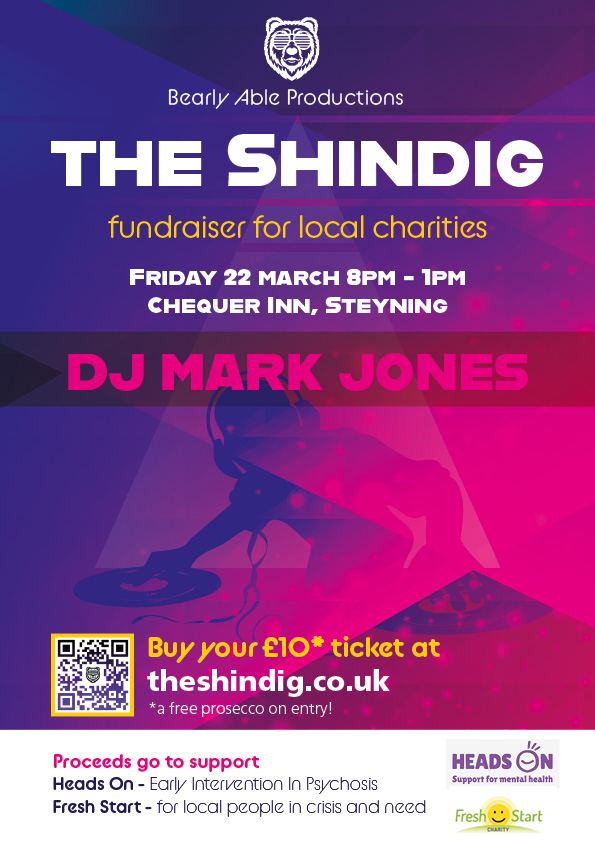 Bearly Able Productions
THE SHINDIG
fundraiser for local charities
FRIDAY 22 MARCH 8PM - 1PM
CHEQUER INN, STEYNING
DJ MARK JONES
Buy your £10* ticket at
theshindig.co.uk
*a free prosecco on entry!
Proceeds go to support
Heads On - Early Intervention In Psychosis
Fresh Start - for local people in crisis and need
HEADS ON
Support for mental health
Fresh Start
CHARITY